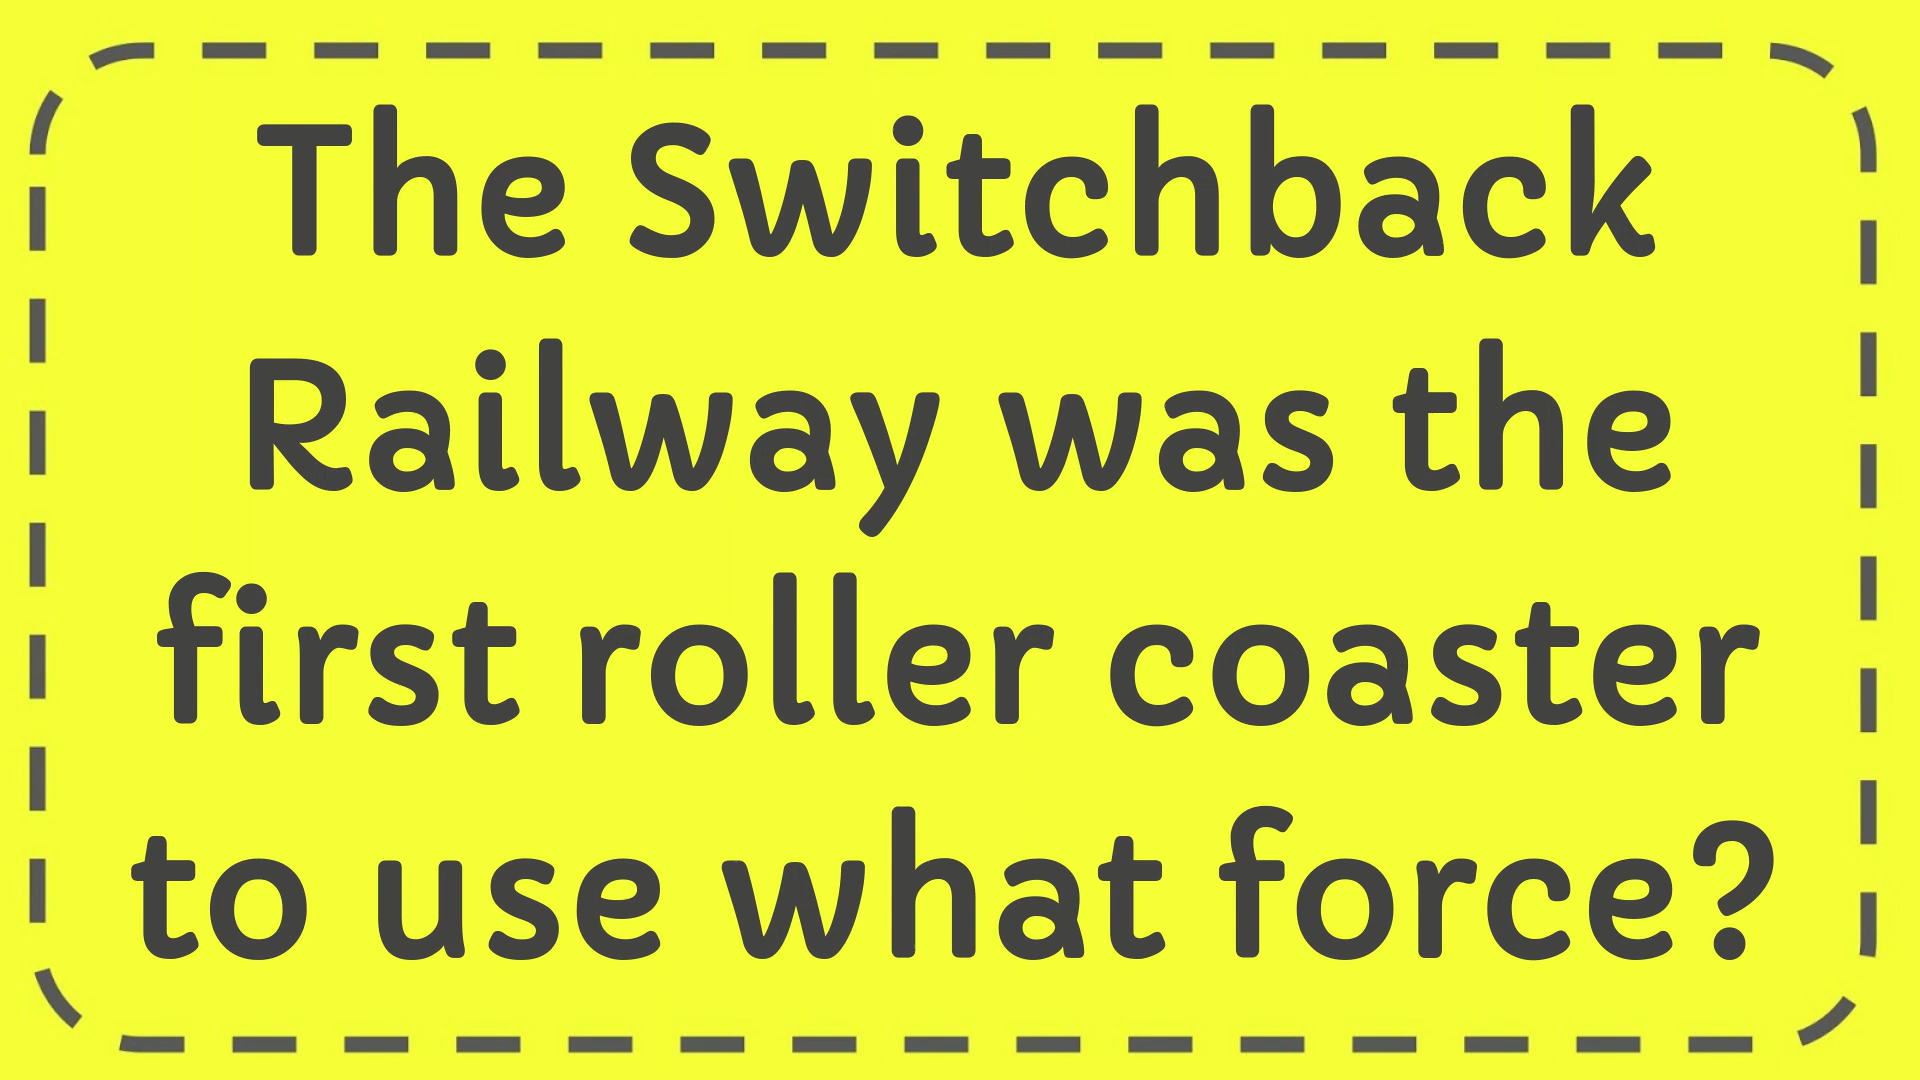 The Switchback
Railway was the
first roller coaster
to use what force?